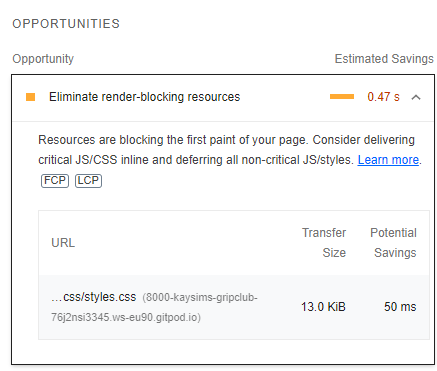 OPPORTUNITIES
Opportunity Estimated Savings
Eliminate render-blocking resources 0.47 s
Resources are blocking the first paint of your page. Consider delivering
critical JS/CSS inline and deferring all non-critical JS/styles. Learn more.
FCP LCP
URL Transfer Size Potential Savings
…css/styles.css (8000-kaysims-gripclub-
76j2nsi3345.ws-eu90.gitpod.io) 13.0 KiB 50 ms